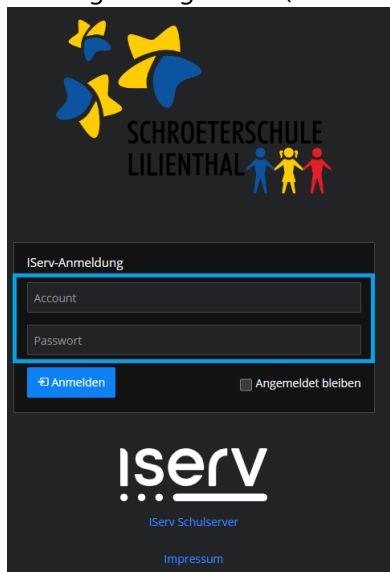 SCHROETERSCHULE
LILIENTHAL
IServ-Anmeldung
Account
Passwort
Anmelden
Angemeldet bleiben
ISerV
IServ Schulserver
Impressum